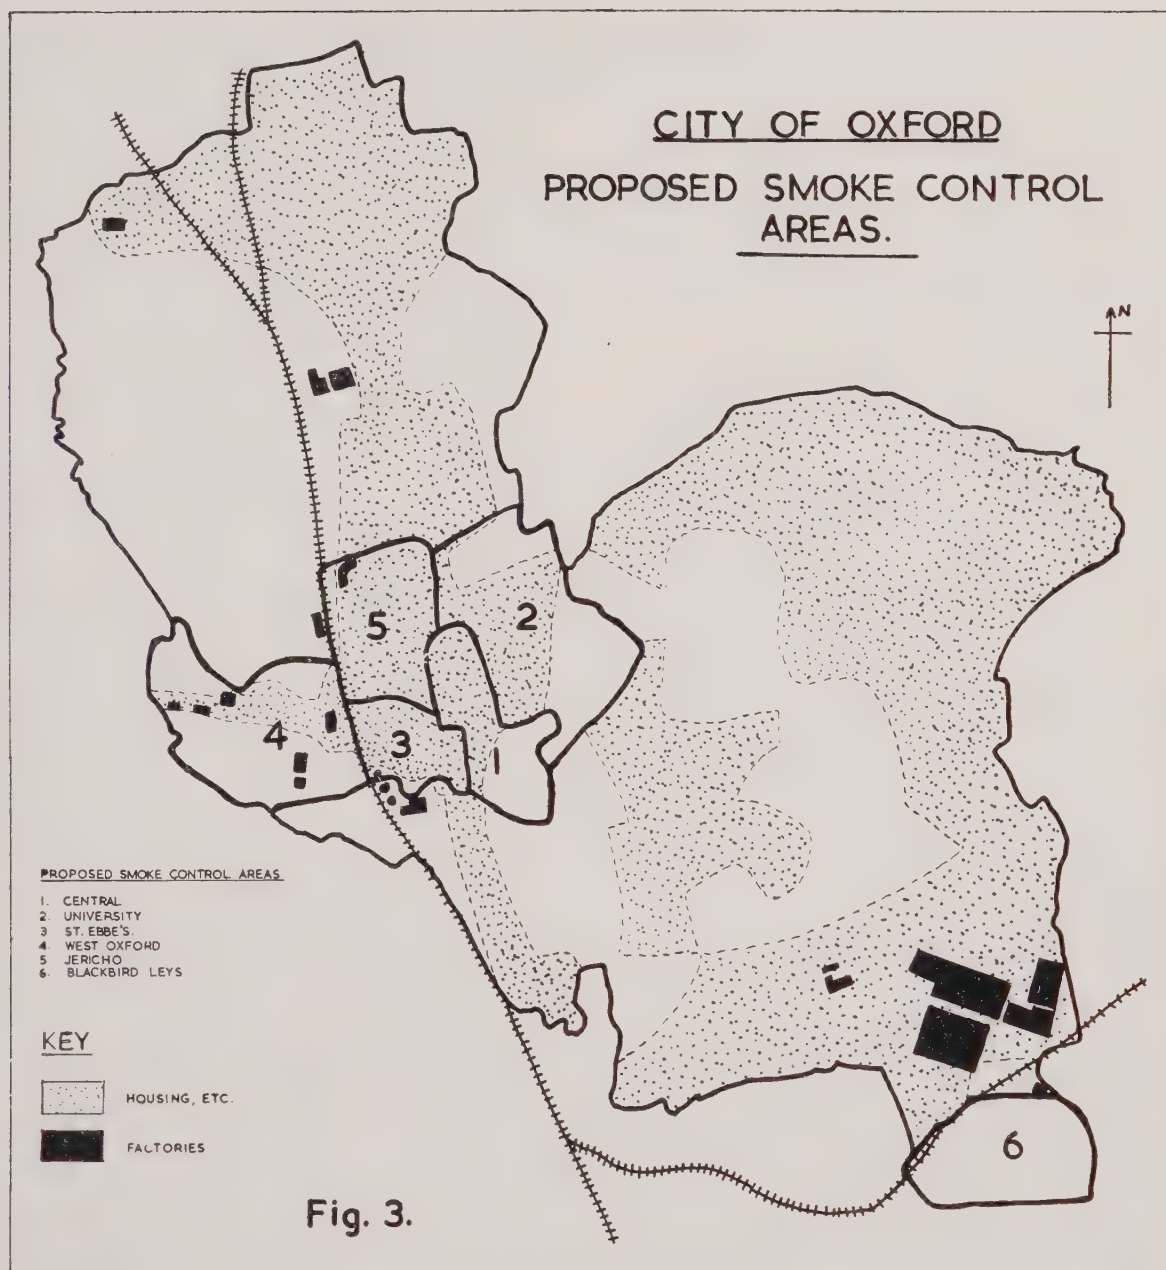 CITY OF OXFORD
PROPOSED SMOKE CONTROL
AREAS.
N
5
2
4
3
1
6
PROPOSED SMOKE CONTROL AREAS
1. CENTRAL
2. UNIVERSITY
3 ST. EBBE'S.
4. WEST OXFORD
5 JERICHO
6. BLACKBIRD LEYS
KEY
HOUSING, ETC.
FACTORIES
Fig. 3.